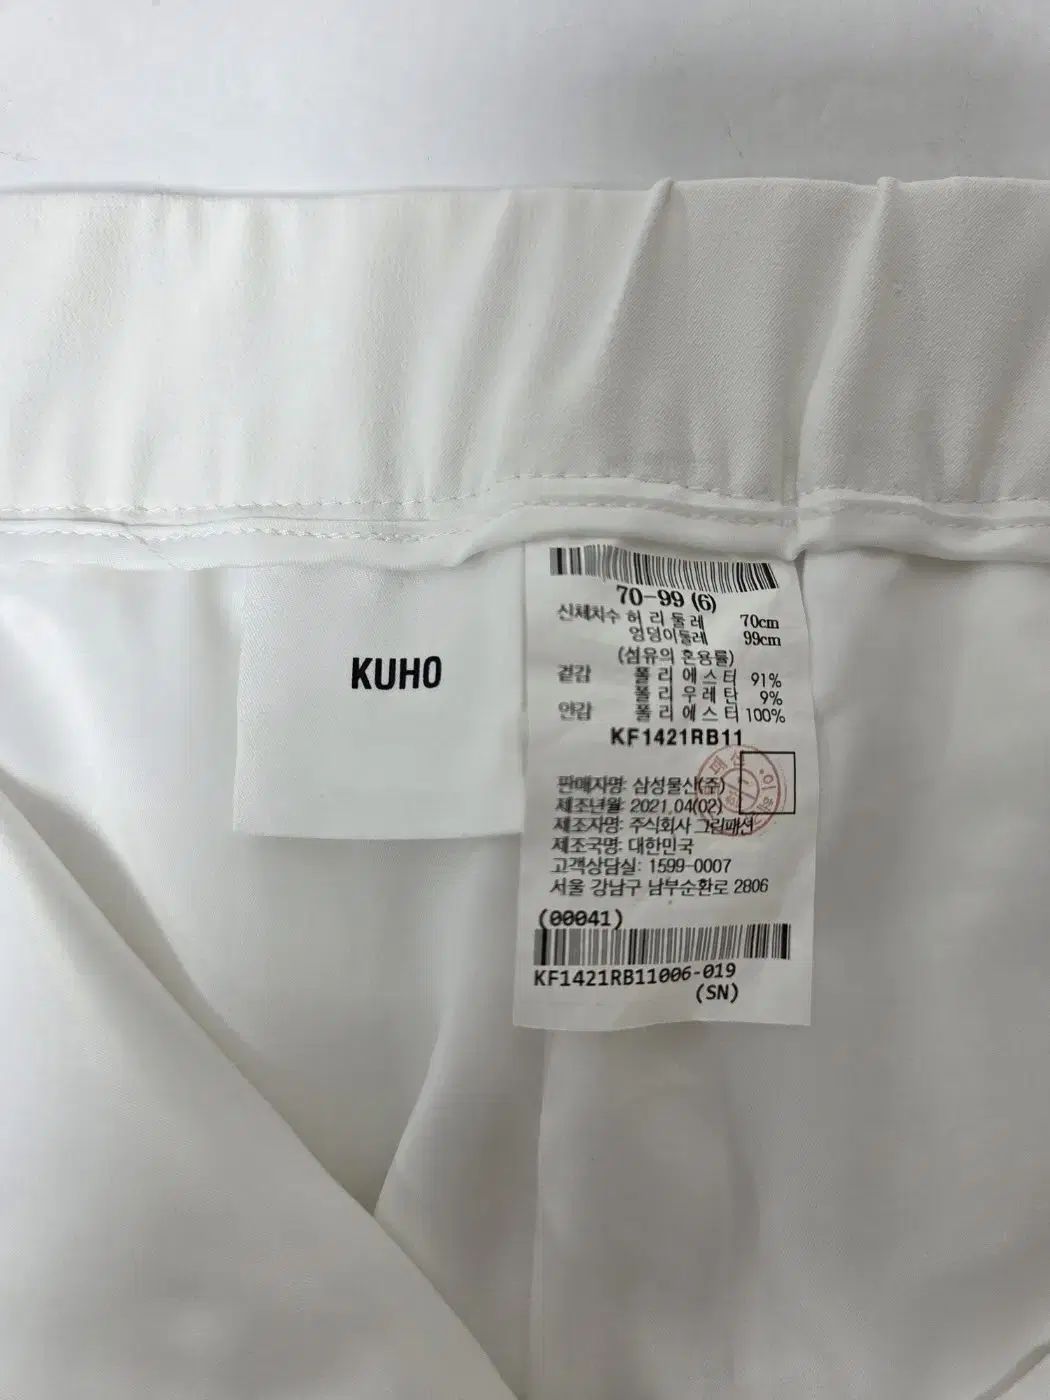 KUHO
70-99 (6)
신체치수 허리둘레 70cm
엉덩이둘레 99cm
(섬유의 혼용률)
겉감 폴리에스터 91%
폴리우레탄 9%
안감 폴리에스터 100%
KF1421RB11
판매자명: 삼성물산(주)
제조년월: 2021.04(02)
제조자명: 주식회사 그린패션
제조국명: 대한민국
고객상담실: 1599-0007
서울 강남구 남부순환로 2806
(00041)
KF1421RB11006-019
(SN)